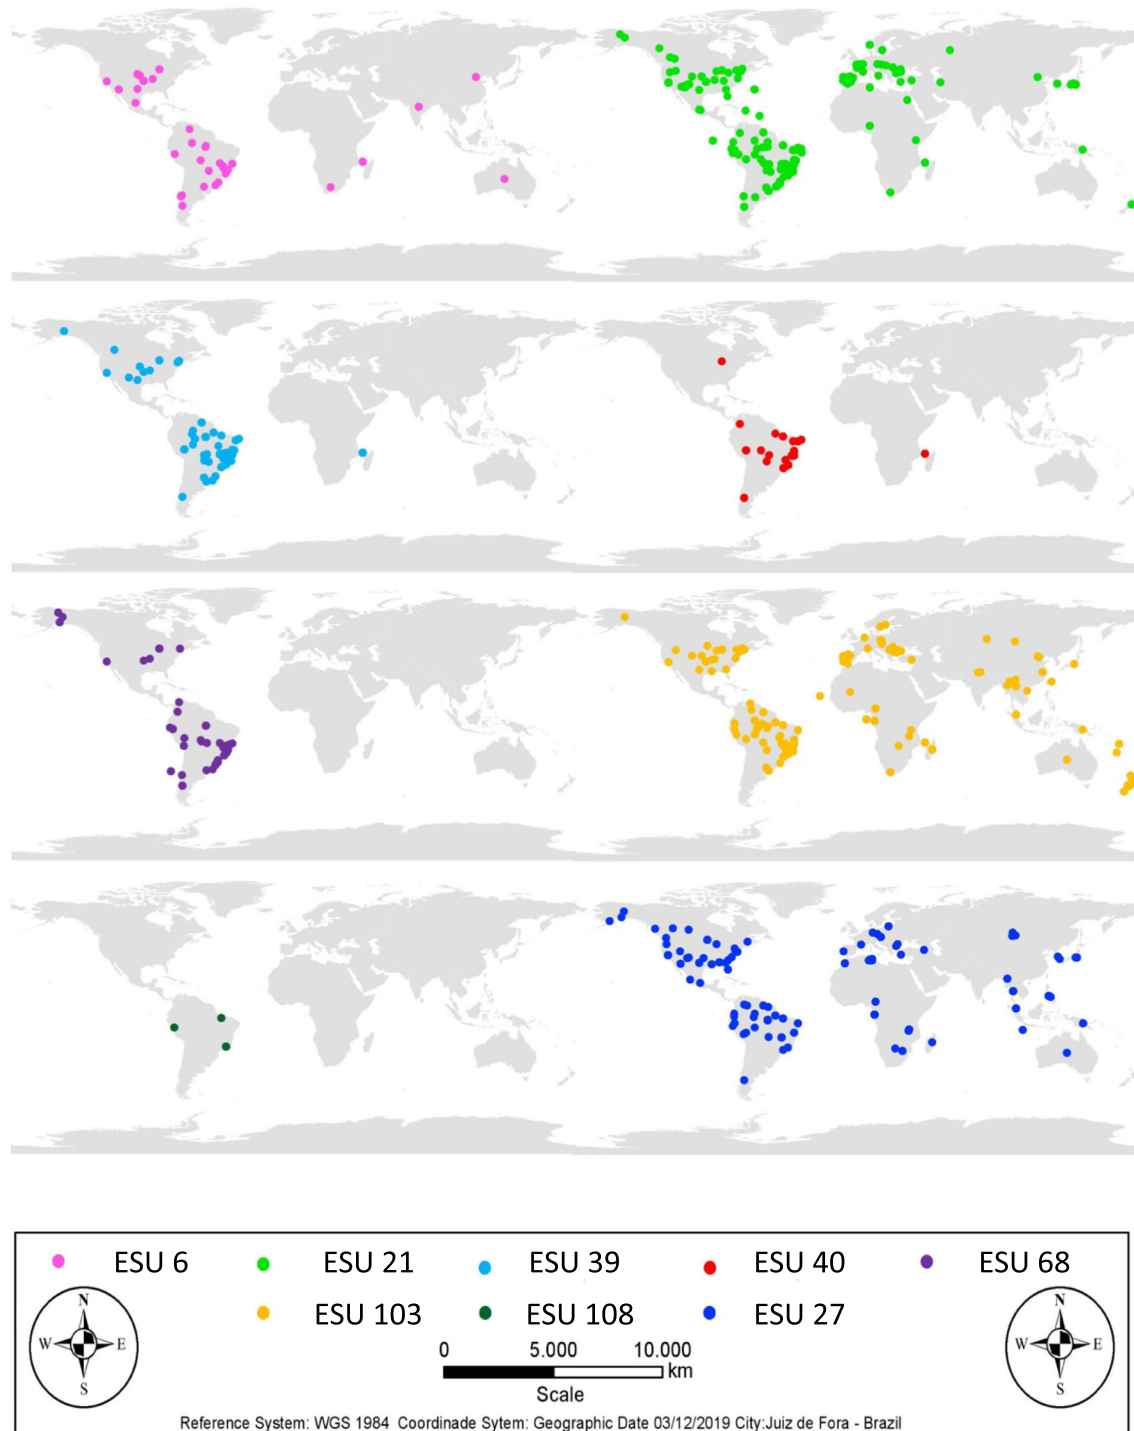 ESU 6 ESU 21 ESU 39 ESU 40 ESU 68
ESU 103 ESU 108 ESU 27
N N
W E W E
S S
0 5.000 10.000
km
Scale
Reference System: WGS 1984 Coordinade Sytem: Geographic Date 03/12/2019 City:Juiz de Fora - Brazil